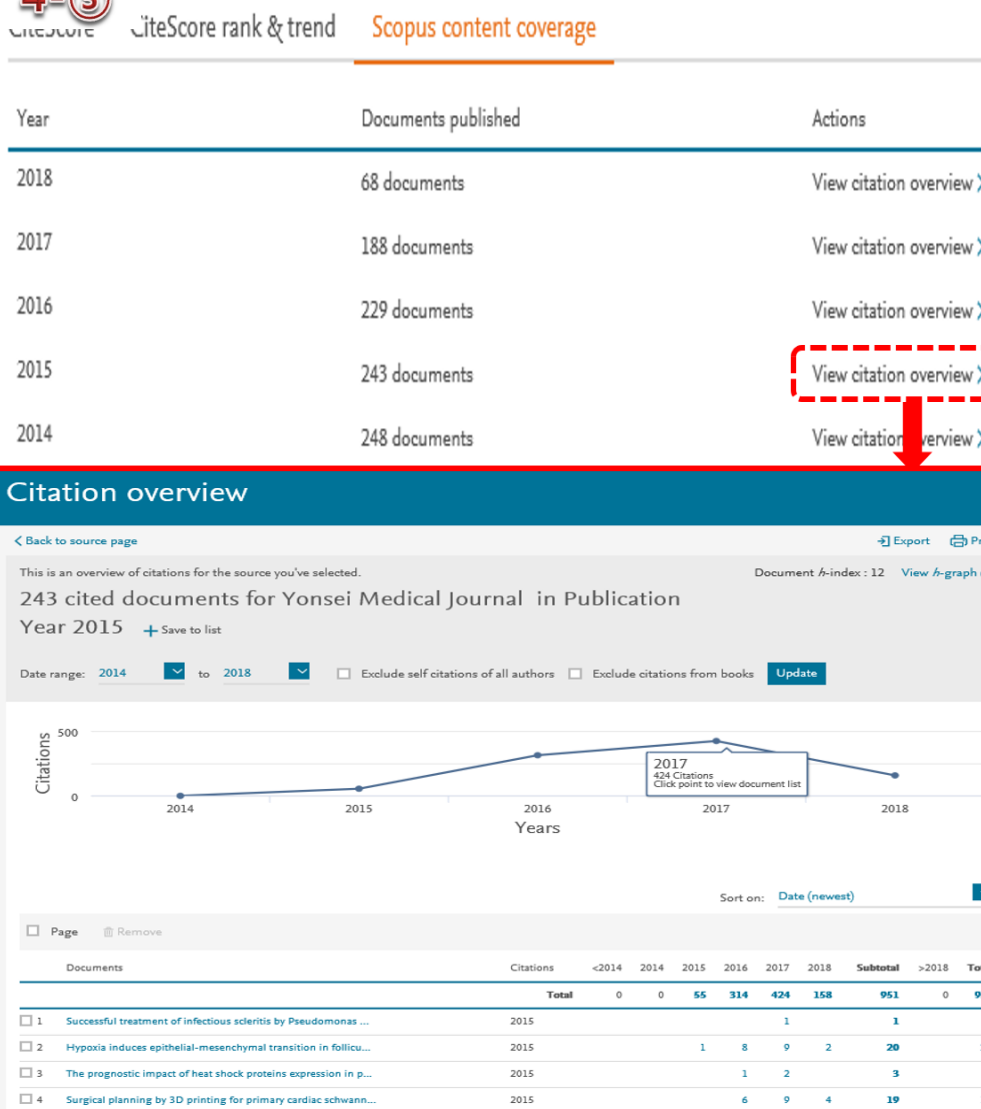 4-③
CiteScore CiteScore rank & trend Scopus content coverage
Year Documents published Actions
2018 68 documents View citation overview
2017 188 documents View citation overview
2016 229 documents View citation overview
2015 243 documents View citation overview
2014 248 documents View citation overview
Citation overview
Back to source page Export
This is an overview of citations for the source you've selected. Document h-index : 12 View h-graph
243 cited documents for Yonsei Medical Journal in Publication
Year 2015 + Save to list
Date range: 2014 to 2018 Exclude self citations of all authors Exclude citations from books Update
Citations
500
0
2017
424 Citations
Click point to view document list
2014 2015 2016 2017 2018
Years
Sort on: Date (newest)
Page Remove
Documents Citations <2014 2014 2015 2016 2017 2018 Subtotal >2018
Total 0 0 55 314 424 158 951 0
1 Successful treatment of infectious scleritis by Pseudomonas ... 2015 1 1
2 Hypoxia induces epithelial-mesenchymal transition in follicu... 2015 1 8 9 2 20
3 The prognostic impact of heat shock proteins expression in p... 2015 1 2 3
4 Surgical planning by 3D printing for primary cardiac schwann... 2015 6 9 4 19